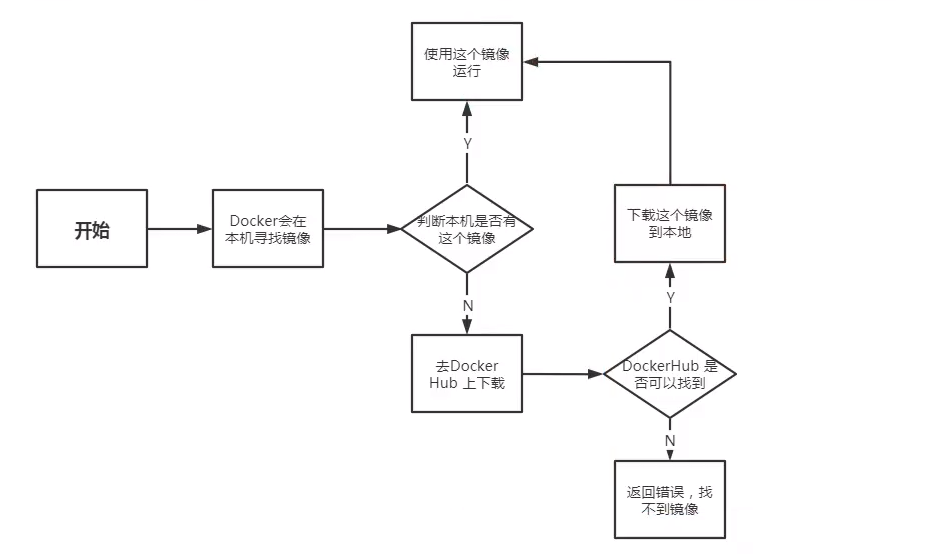 使用这个镜像
运行
Y
开始
Docker会在
本机寻找镜像
判断本机是否有
这个镜像
下载这个镜像
到本地
N
Y
去Docker
Hub 上下载
DockerHub 是
否可以找到
N
返回错误，找
不到镜像